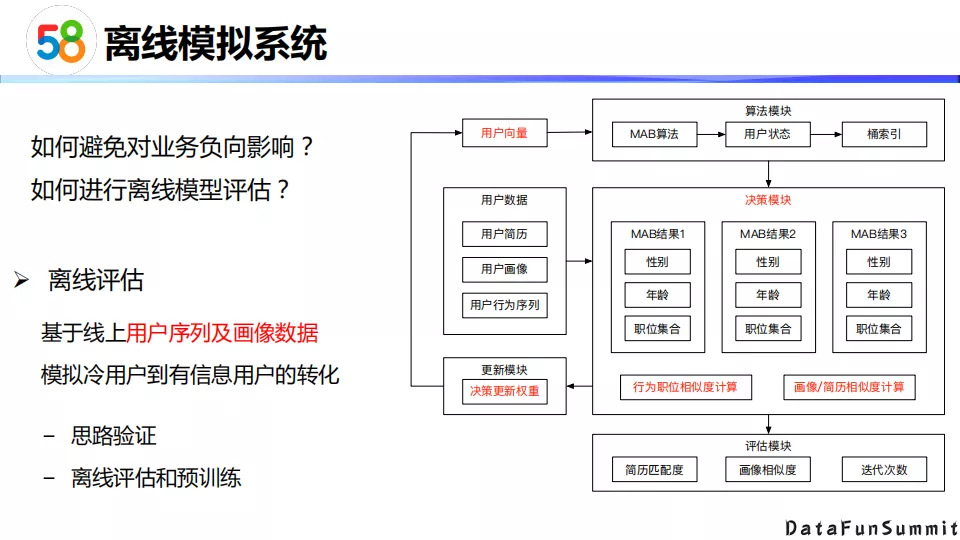 58 离线模拟系统
如何避免对业务负向影响？
如何进行离线模型评估？
➢ 离线评估
基于线上用户序列及画像数据
模拟冷用户到有信息用户的转化
– 思路验证
– 离线评估和预训练
用户向量
算法模块
MAB算法
用户状态
桶索引
用户数据
用户简历
用户画像
用户行为序列
决策模块
MAB结果1
性别
年龄
职位集合
MAB结果2
性别
年龄
职位集合
MAB结果3
性别
年龄
职位集合
行为职位相似度计算
画像/简历相似度计算
更新模块
决策更新权重
评估模块
简历匹配度
画像相似度
迭代次数
DataFunSummit